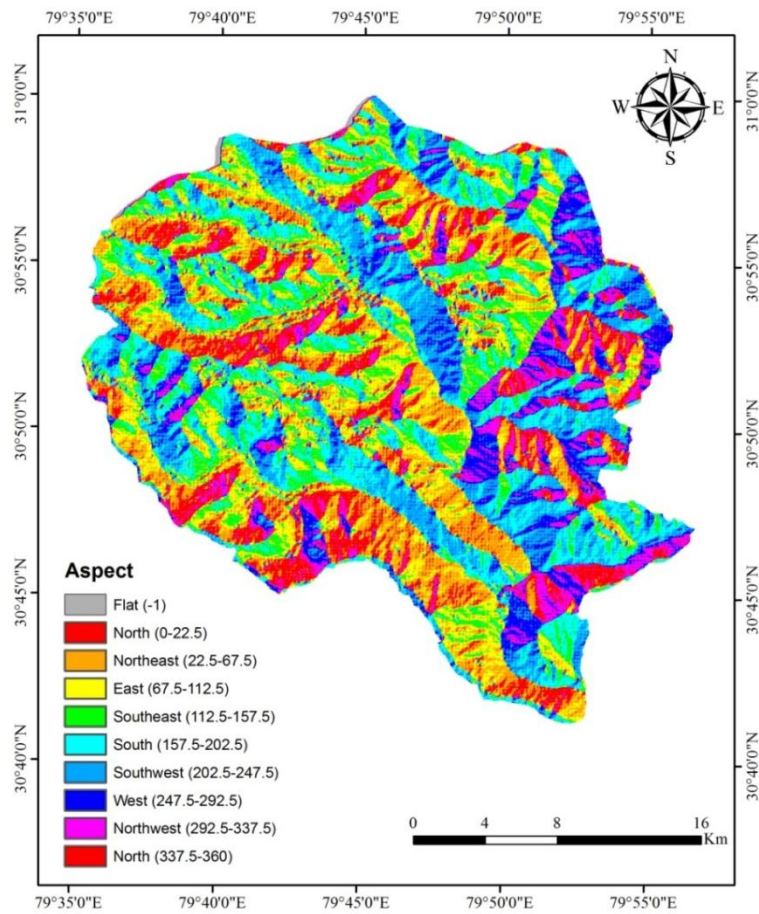 79°35'0"E 79°40'0"E 79°45'0"E 79°50'0"E 79°55'0"E
31°0'0"N 31°0'0"N
N
W E
S
30°55'0"N 30°55'0"N
30°50'0"N 30°50'0"N
30°45'0"N 30°45'0"N
30°40'0"N 30°40'0"N
Aspect
Flat (-1)
North (0-22.5)
Northeast (22.5-67.5)
East (67.5-112.5)
Southeast (112.5-157.5)
South (157.5-202.5)
Southwest (202.5-247.5)
West (247.5-292.5)
Northwest (292.5-337.5)
North (337.5-360)
0 4 8 16
Km
79°35'0"E 79°40'0"E 79°45'0"E 79°50'0"E 79°55'0"E